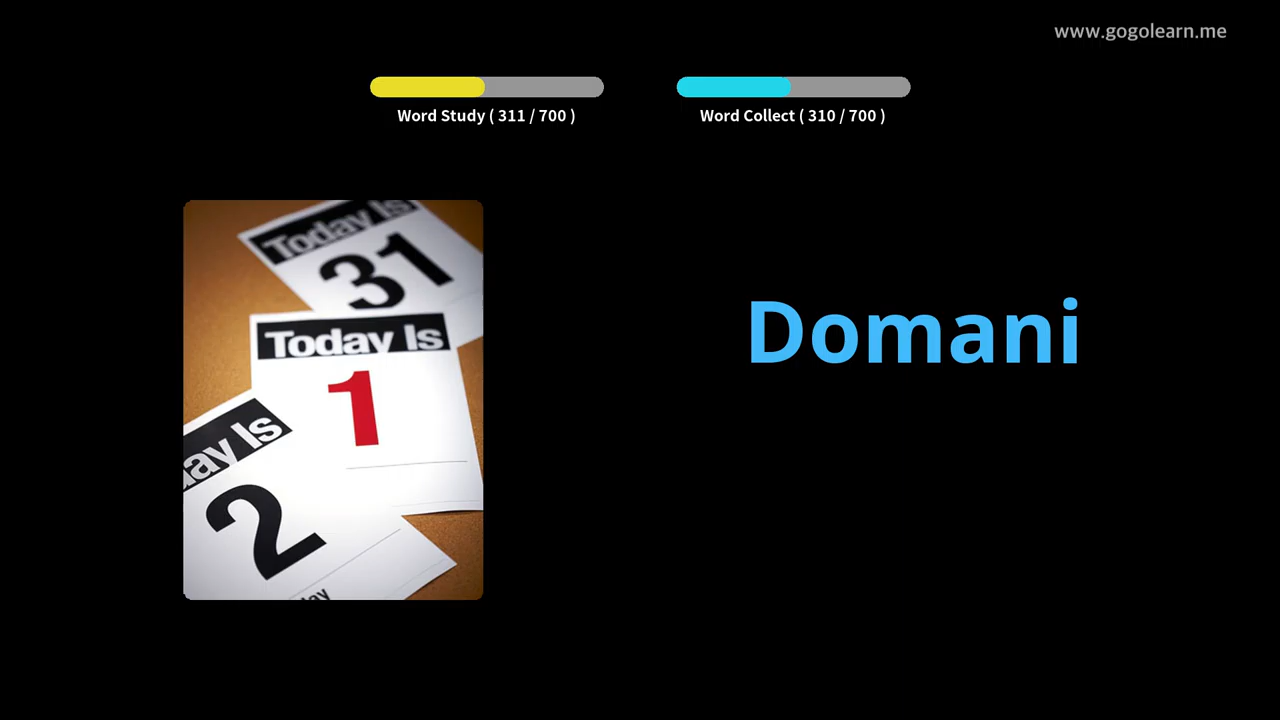 www.gogolearn.me
Word Study ( 311 / 700 )
Word Collect ( 310 / 700 )
Today Is
31
Today Is
1
ay Is
2
ay
Domani